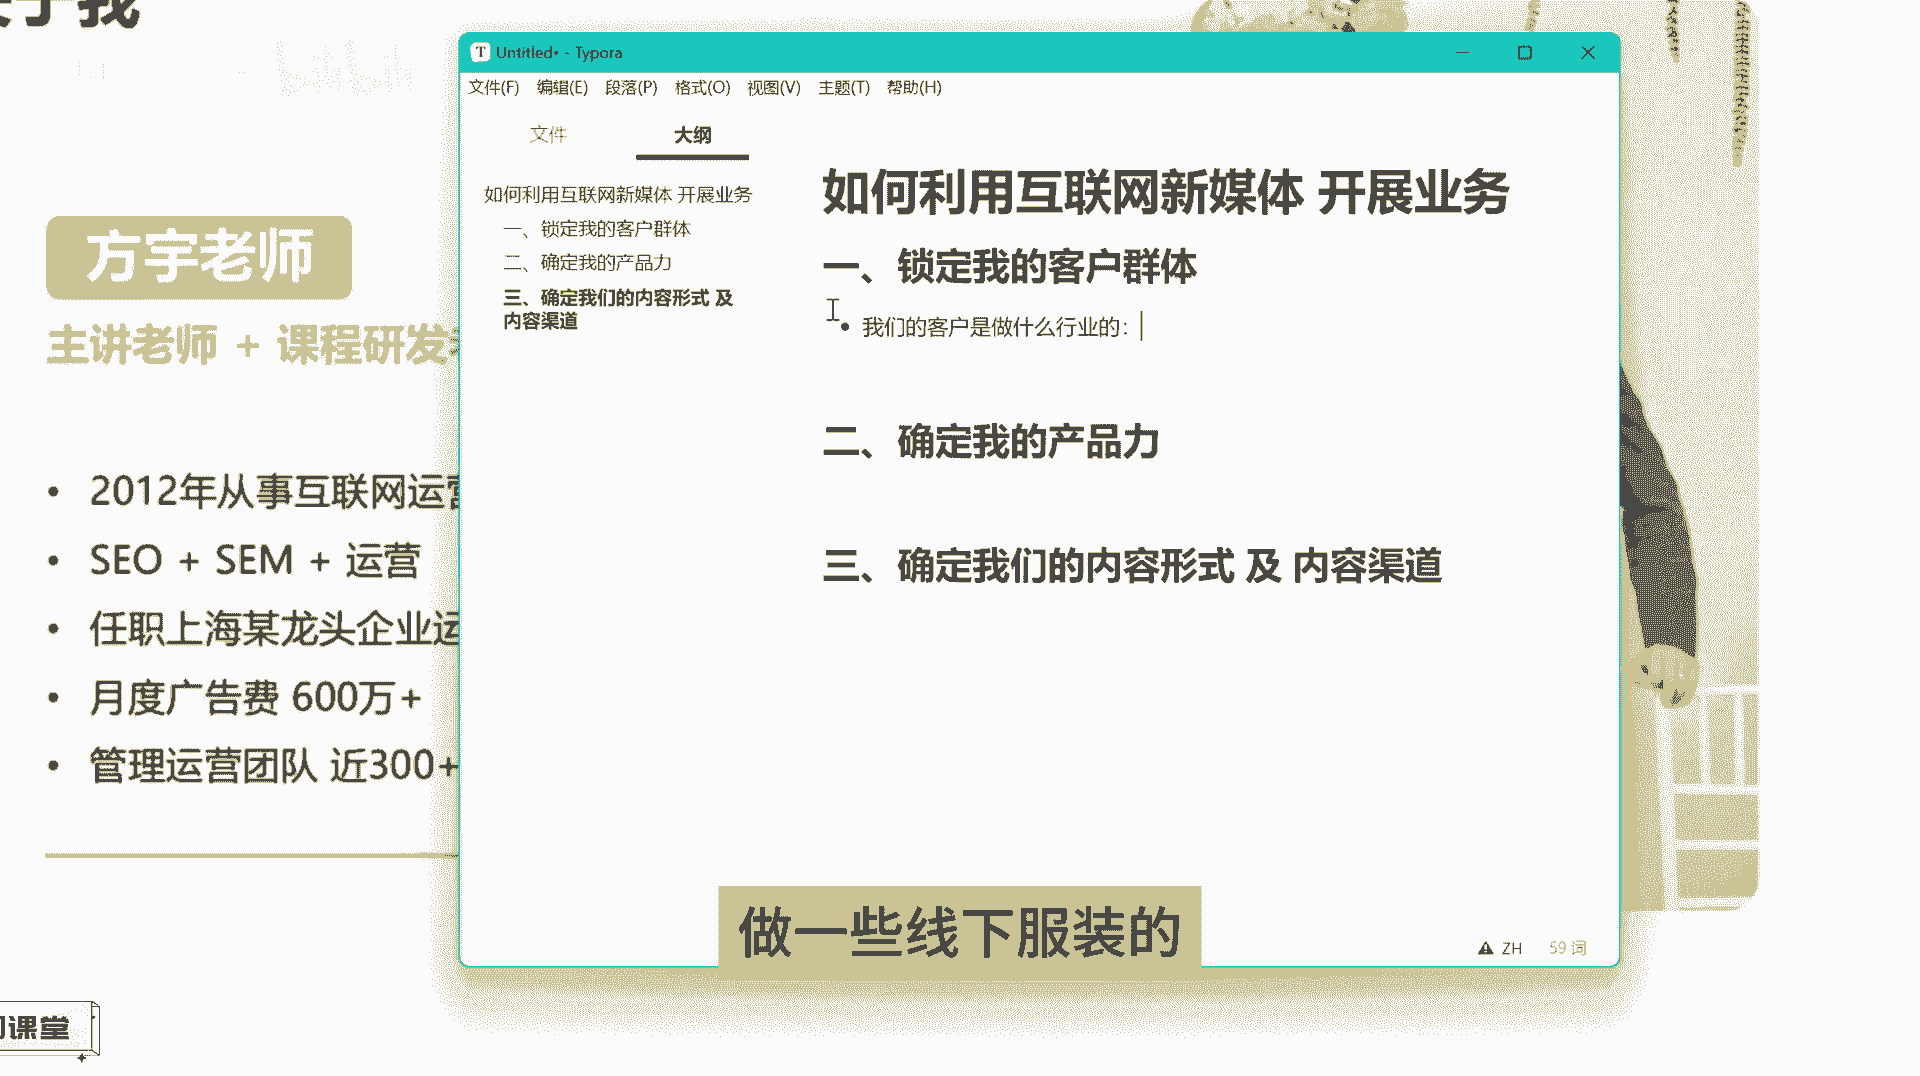 于我
Untitled• - Typora
文件(F) 编辑(E) 段落(P) 格式(O) 视图(V) 主题(T) 帮助(H)
文件 大纲
如何利用互联网新媒体 开展业务
一、锁定我的客户群体
二、确定我的产品力
三、确定我们的内容形式 及
内容渠道
如何利用互联网新媒体 开展业务
一、锁定我的客户群体
• 我们的客户是做什么行业的：
二、确定我的产品力
三、确定我们的内容形式 及 内容渠道
ZH 59 词
方宇老师
主讲老师 + 课程研发
• 2012年从事互联网运营
• SEO + SEM + 运营
• 任职上海某龙头企业运
• 月度广告费 600万+
• 管理运营团队 近300+
做一些线下服装的
课堂